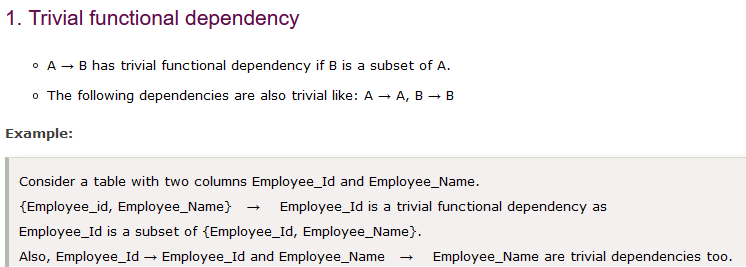 1. Trivial functional dependency
o A → B has trivial functional dependency if B is a subset of A.
o The following dependencies are also trivial like: A → A, B → B
Example:
Consider a table with two columns Employee_Id and Employee_Name.
{Employee_id, Employee_Name} → Employee_Id is a trivial functional dependency as
Employee_Id is a subset of {Employee_Id, Employee_Name}.
Also, Employee_Id → Employee_Id and Employee_Name → Employee_Name are trivial dependencies too.